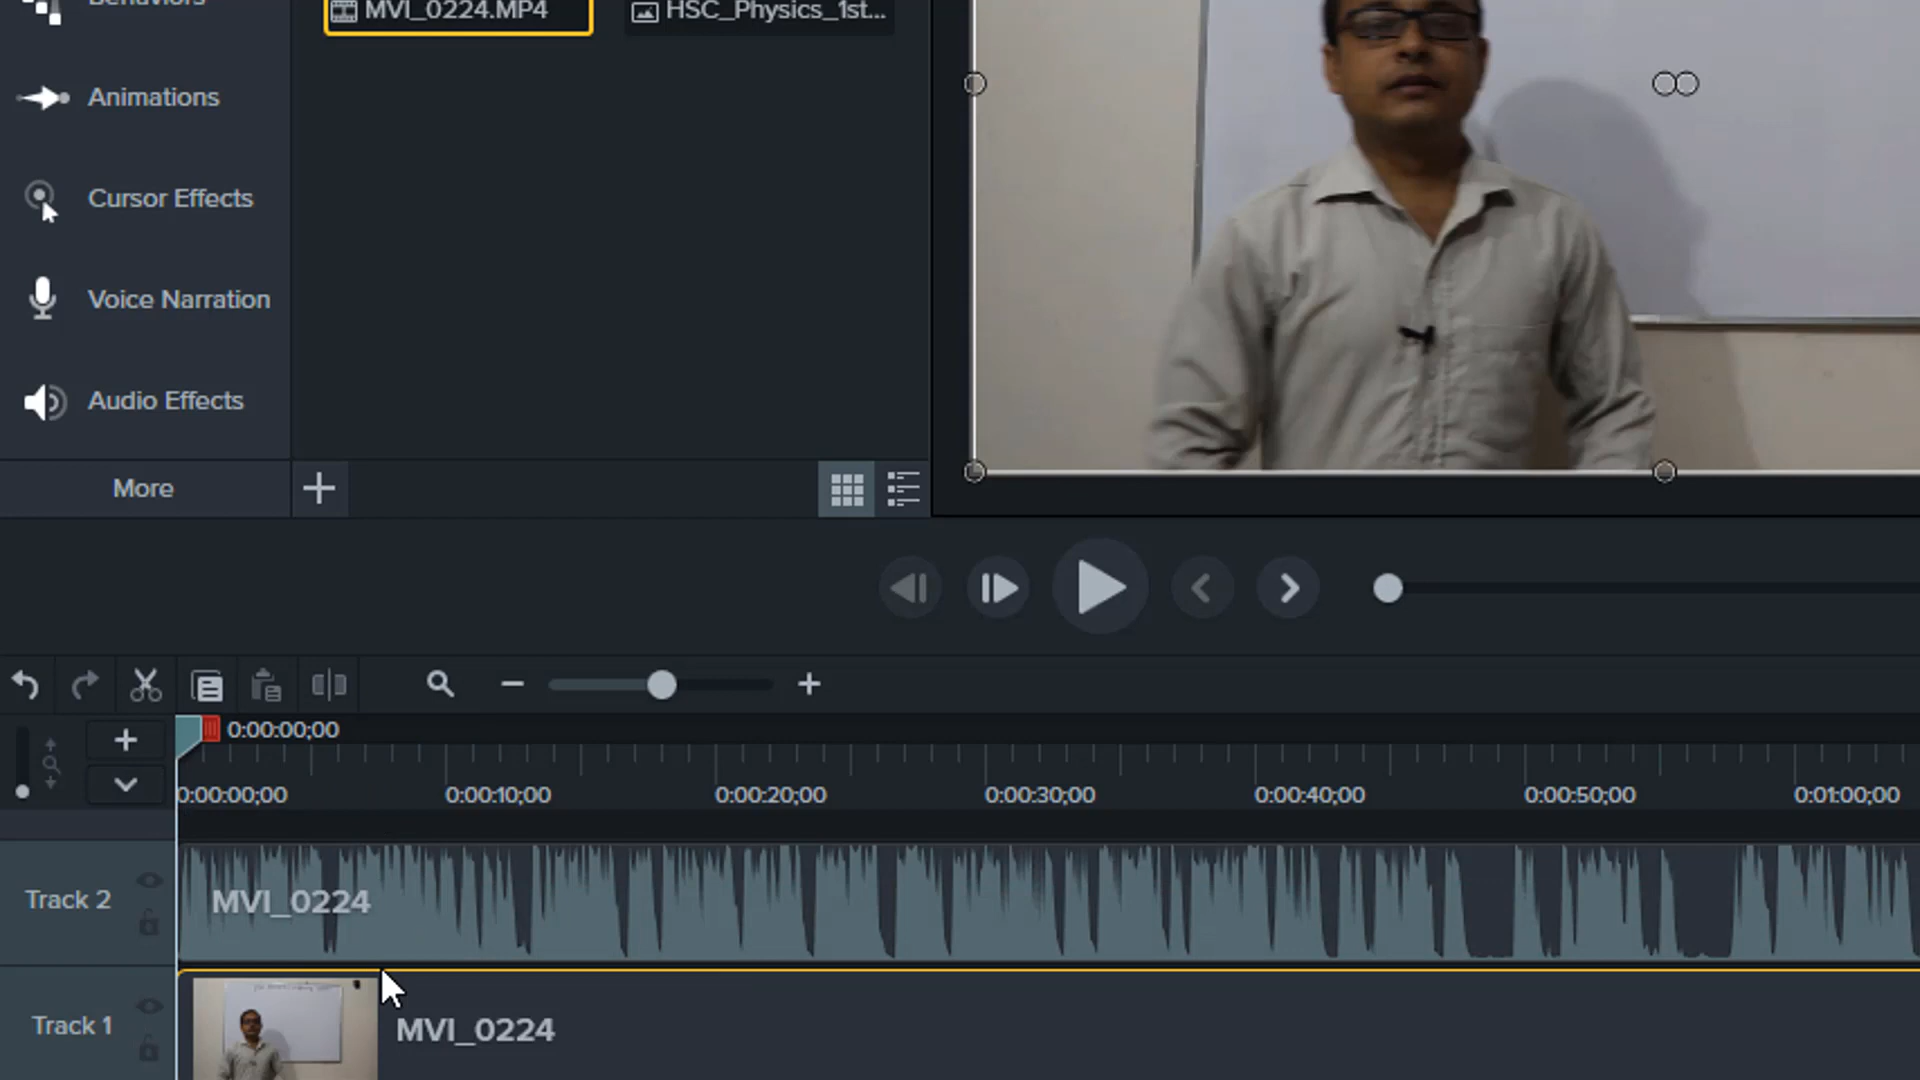 Behaviors
MVI_0224.MP4
HSC_Physics_1st...
Animations
Cursor Effects
Voice Narration
Audio Effects
More
0:00:00;00
0:00:00;00
0:00:10;00
0:00:20;00
0:00:30;00
0:00:40;00
0:00:50;00
0:01:00;00
Track 2
MVI_0224
Track 1
MVI_0224